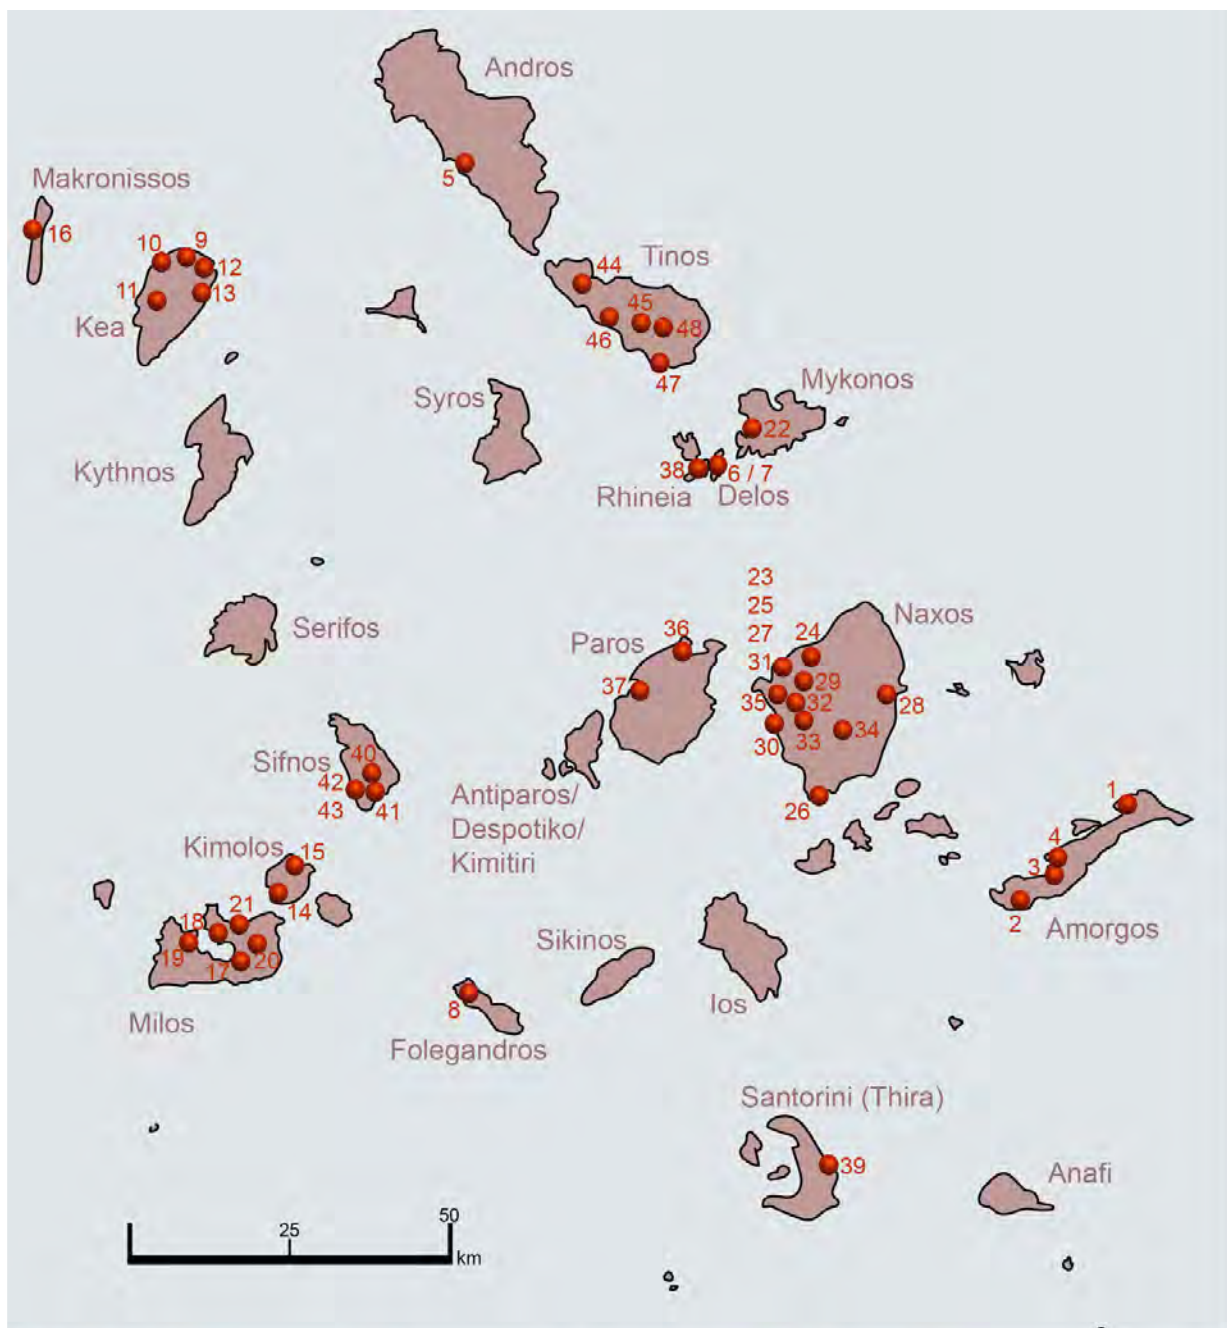 Andros
5
Makronissos
16
10
9
12
11
13
Kea
Tinos
44
45
46
48
47
Mykonos
22
Syros
38
6 / 7
Rhineia
Delos
Kythnos
23
25
27
24
31
29
35
32
30
33
34
28
26
Naxos
Paros
36
37
Serifos
Sifnos
40
42
43
41
Antiparos/
Despotiko/
Kimitiri
Kimolos
15
14
1
4
3
2
Amorgos
18
21
19
17
20
Milos
Sikinos
Ios
8
Folegandros
Santorini (Thira)
39
Anafi
25
50
km